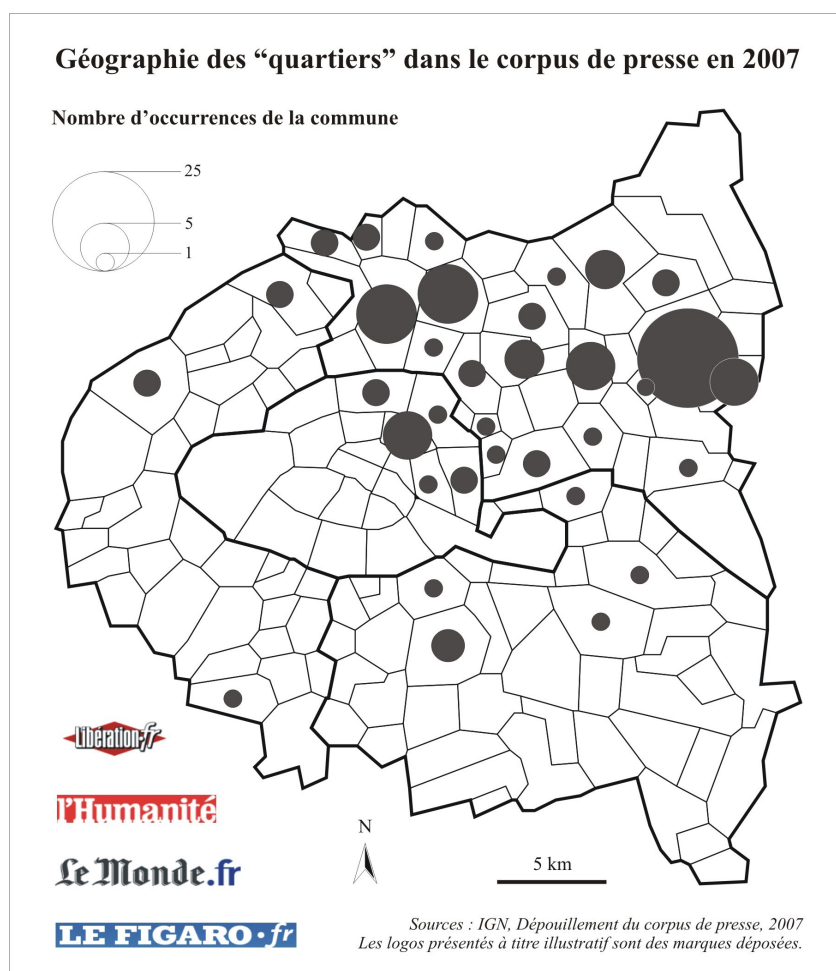 Géographie des “quartiers” dans le corpus de presse en 2007
Nombre d’occurrences de la commune
25
5
1
Libération.fr
l'Humanité
Le Monde.fr
LE FIGARO·fr
N
5 km
Sources : IGN, Dépouillement du corpus de presse, 2007
Les logos présentés à titre illustratif sont des marques déposées.